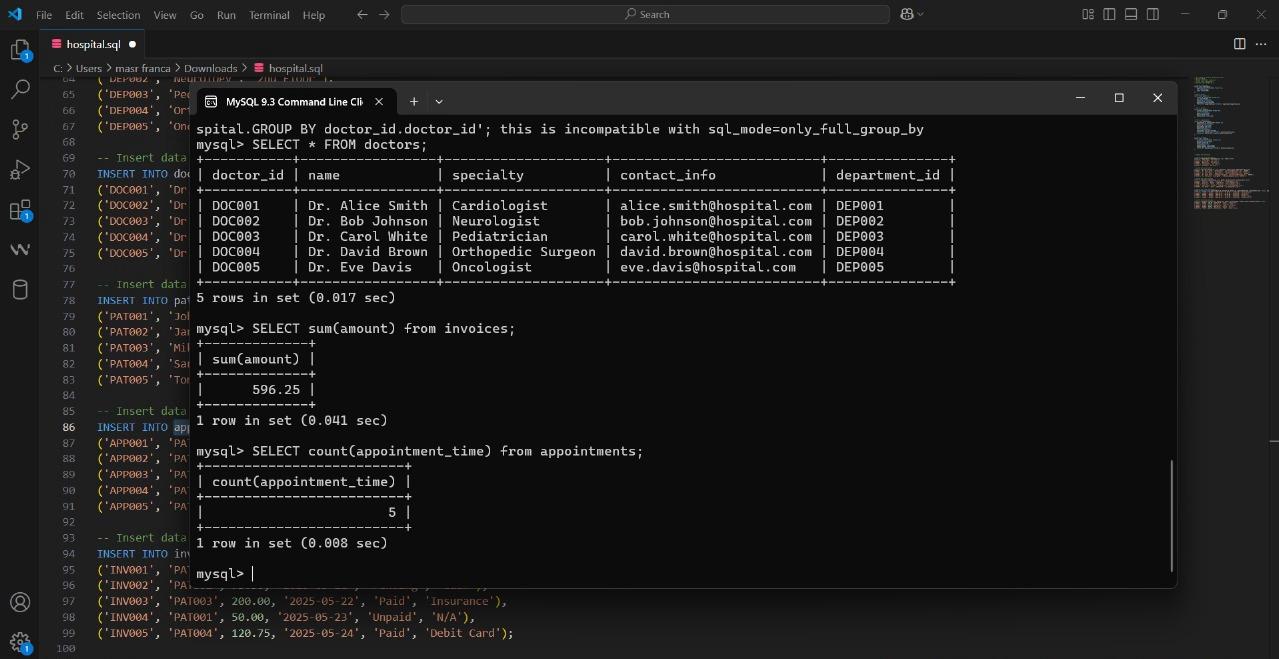 File Edit Selection View Go Run Terminal Help Search
hospital.sql
C: > Users > masr franca > Downloads > hospital.sql
64 ('DEP002',
65 ('DEP003', 'Ped
66 ('DEP004', 'Ort
67 ('DEP005', 'Onc
68
69 -- Insert data
70 INSERT INTO doc
71 ('DOC001', 'Dr
72 ('DOC002', 'Dr
73 ('DOC003', 'Dr
74 ('DOC004', 'Dr
75 ('DOC005', 'Dr
76
77 -- Insert data
78 INSERT INTO pat
79 ('PAT001', 'Joh
80 ('PAT002', 'Jan
81 ('PAT003', 'Mil
82 ('PAT004', 'Sar
83 ('PAT005', 'Tom
84
85 -- Insert data
86 INSERT INTO app
87 ('APP001', 'PA
88 ('APP002', 'PA
89 ('APP003', 'PA
90 ('APP004', 'PA
91 ('APP005', 'PA
92
93 -- Insert data
94 INSERT INTO inv
95 ('INV001', 'PA
96 ('INV002', 'PA
97 ('INV003', 'PAT003', 200.00, '2025-05-22', 'Paid', 'Insurance'),
98 ('INV004', 'PAT001', 50.00, '2025-05-23', 'Unpaid', 'N/A'),
99 ('INV005', 'PAT004', 120.75, '2025-05-24', 'Paid', 'Debit Card');
100
MySQL 9.3 Command Line Cli
spital.GROUP BY doctor_id.doctor_id'; this is incompatible with sql_mode=only_full_group_by
mysql> SELECT * FROM doctors;
+-----------+-----------------+--------------------+--------------------------+---------------+
| doctor_id | name | specialty | contact_info | department_id |
+-----------+-----------------+--------------------+--------------------------+---------------+
| DOC001 | Dr. Alice Smith | Cardiologist | alice.smith@hospital.com | DEP001 |
| DOC002 | Dr. Bob Johnson | Neurologist | bob.johnson@hospital.com | DEP002 |
| DOC003 | Dr. Carol White | Pediatrician | carol.white@hospital.com | DEP003 |
| DOC004 | Dr. David Brown | Orthopedic Surgeon | david.brown@hospital.com | DEP004 |
| DOC005 | Dr. Eve Davis | Oncologist | eve.davis@hospital.com | DEP005 |
+-----------+-----------------+--------------------+--------------------------+---------------+
5 rows in set (0.017 sec)
mysql> SELECT sum(amount) from invoices;
+-------------+
| sum(amount) |
+-------------+
| 596.25 |
+-------------+
1 row in set (0.041 sec)
mysql> SELECT count(appointment_time) from appointments;
+-------------------------+
| count(appointment_time) |
+-------------------------+
| 5 |
+-------------------------+
1 row in set (0.008 sec)
mysql>